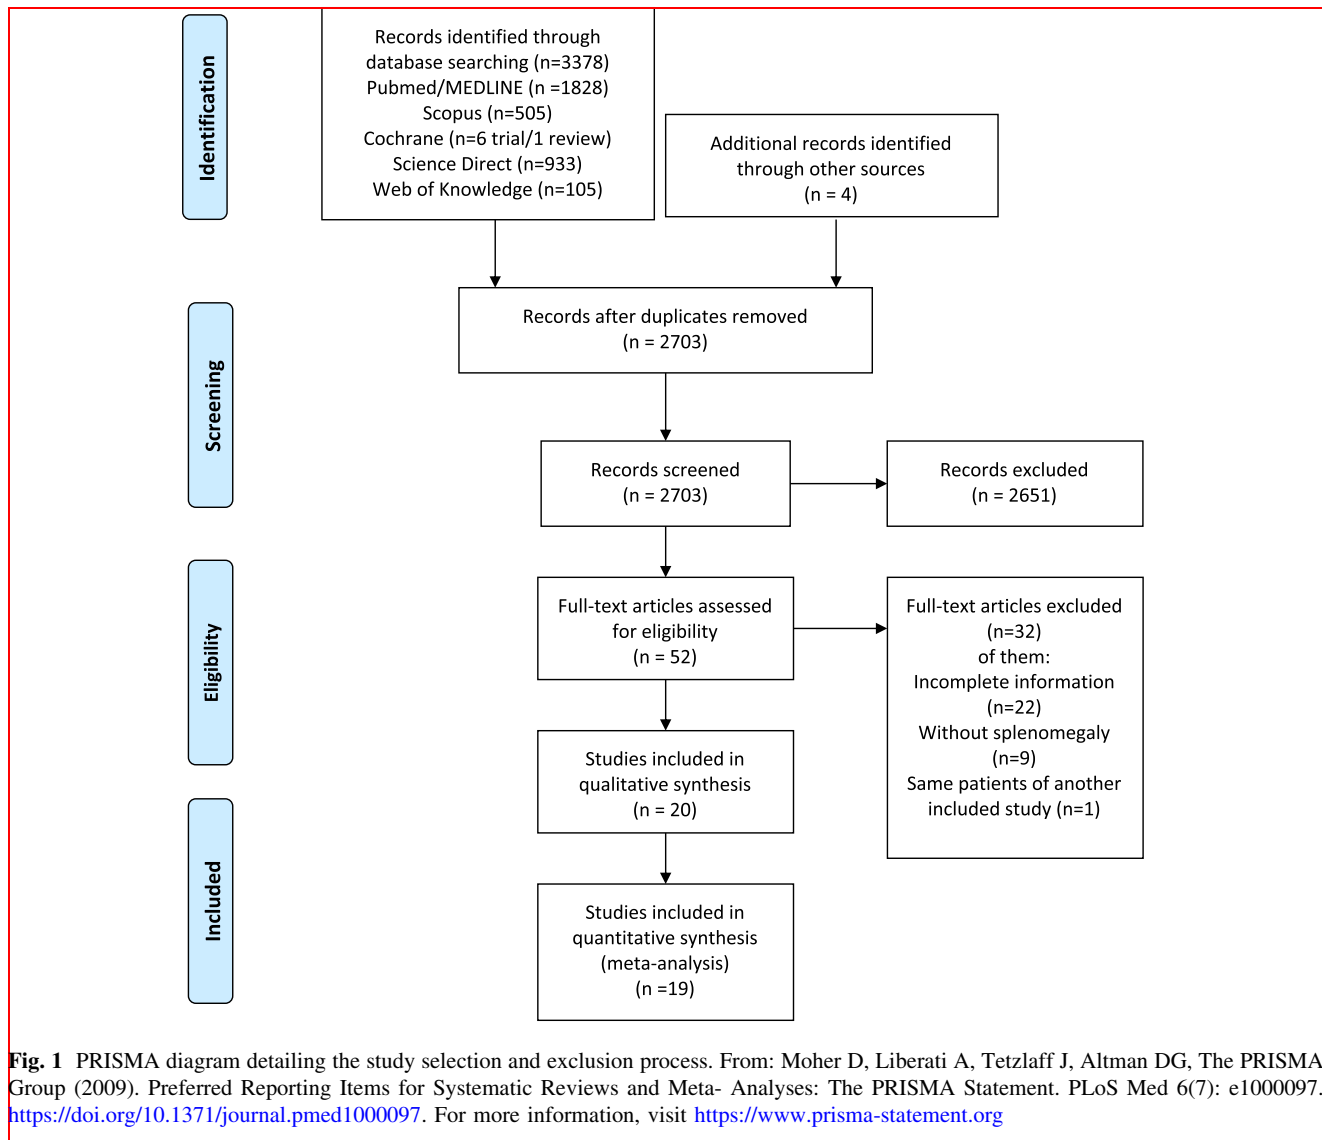 Identification
Records identified through
database searching (n=3378)
Pubmed/MEDLINE (n =1828)
Scopus (n=505)
Cochrane (n=6 trial/1 review)
Science Direct (n=933)
Web of Knowledge (n=105)
Additional records identified
through other sources
(n = 4)
Screening
Records after duplicates removed
(n = 2703)
Records screened
(n = 2703)
Records excluded
(n = 2651)
Eligibility
Full-text articles assessed
for eligibility
(n = 52)
Full-text articles excluded
(n=32)
of them:
Incomplete information
(n=22)
Without splenomegaly
(n=9)
Same patients of another
included study (n=1)
Studies included in
qualitative synthesis
(n = 20)
Included
Studies included in
quantitative synthesis
(meta-analysis)
(n =19)
Fig. 1 PRISMA diagram detailing the study selection and exclusion process. From: Moher D, Liberati A, Tetzlaff J, Altman DG, The PRISMA
Group (2009). Preferred Reporting Items for Systematic Reviews and Meta- Analyses: The PRISMA Statement. PLoS Med 6(7): e1000097.
https://doi.org/10.1371/journal.pmed1000097. For more information, visit https://www.prisma-statement.org